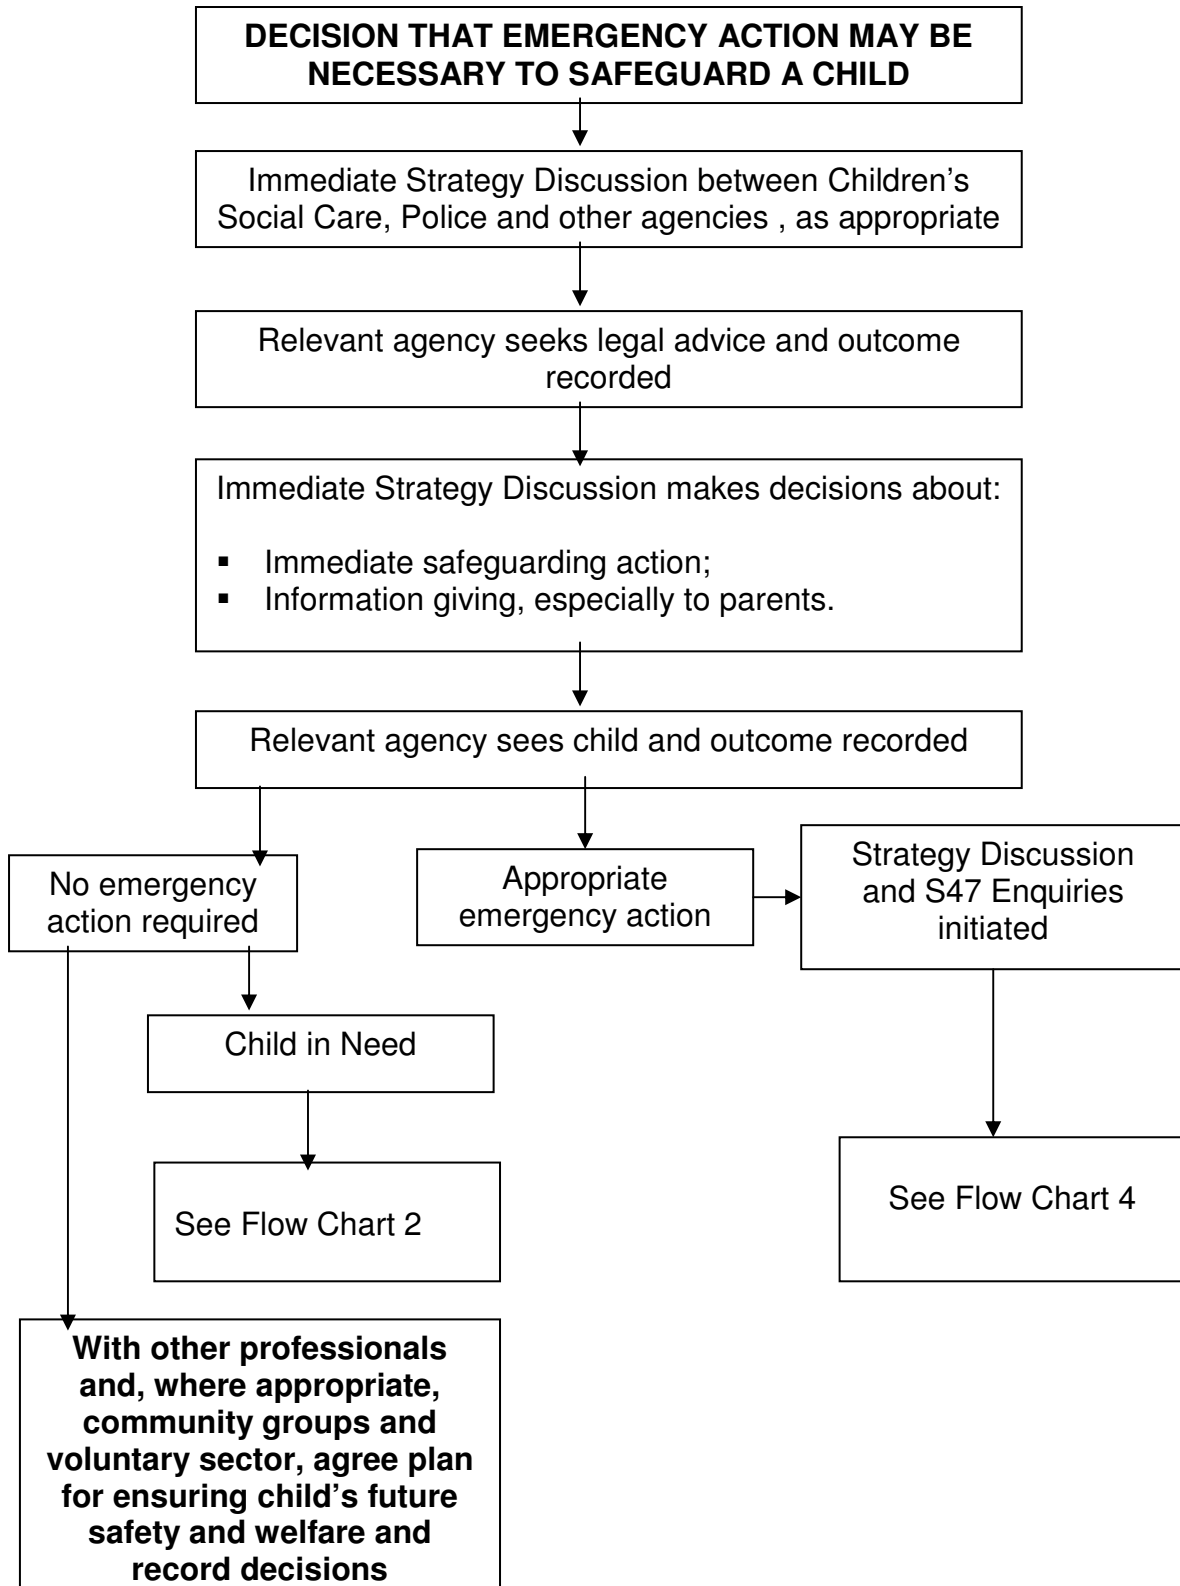 DECISION THAT EMERGENCY ACTION MAY BE
NECESSARY TO SAFEGUARD A CHILD
Immediate Strategy Discussion between Children’s
Social Care, Police and other agencies , as appropriate
Relevant agency seeks legal advice and outcome
recorded
Immediate Strategy Discussion makes decisions about:
▪ Immediate safeguarding action;
▪ Information giving, especially to parents.
Relevant agency sees child and outcome recorded
No emergency
action required
Appropriate
emergency action
Strategy Discussion
and S47 Enquiries
initiated
Child in Need
See Flow Chart 2
See Flow Chart 4
With other professionals
and, where appropriate,
community groups and
voluntary sector, agree plan
for ensuring child’s future
safety and welfare and
record decisions